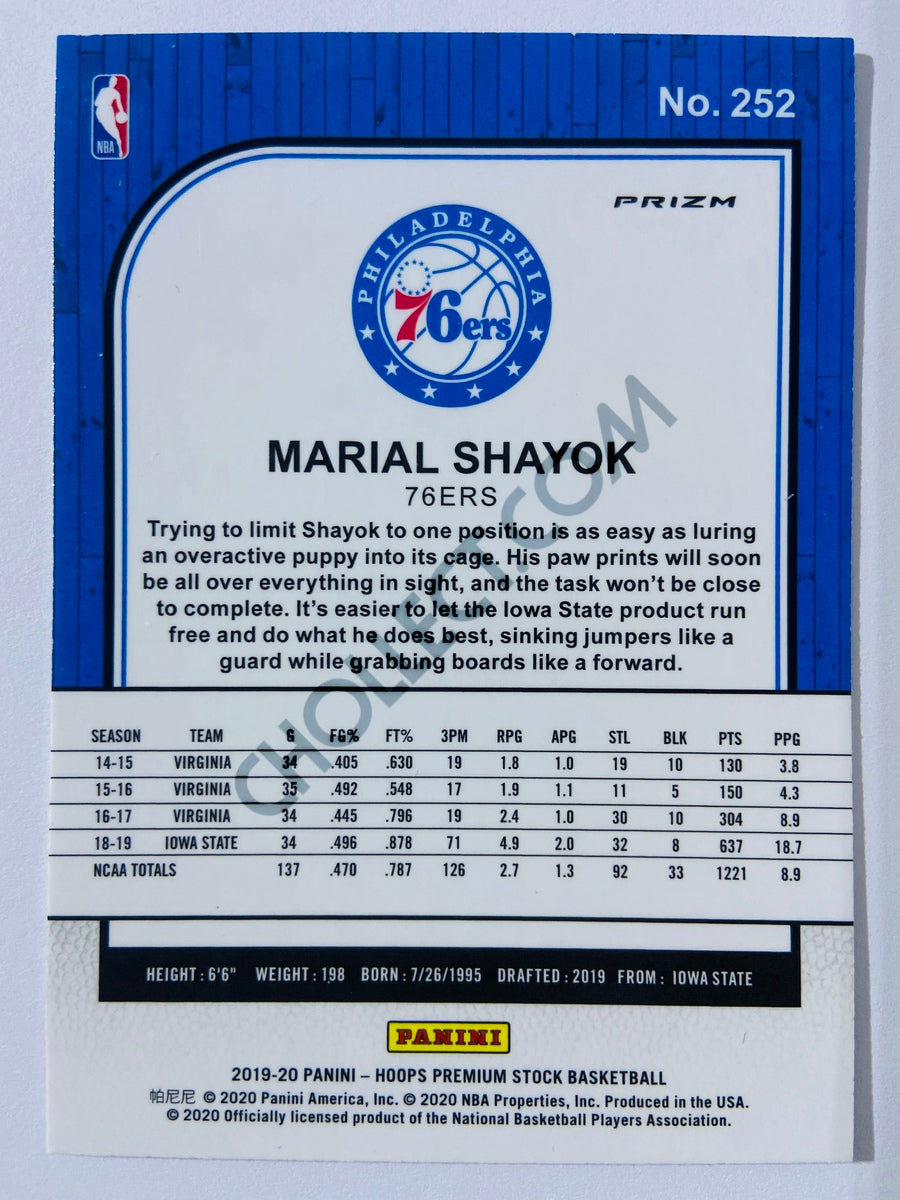 NBA
No. 252
PRIZM
PHILADELPHIA
76ers
MARIAL SHAYOK
76ERS
Trying to limit Shayok to one position is as easy as luring
an overactive puppy into its cage. His paw prints will soon
be all over everything in sight, and the task won't be close
to complete. It's easier to let the Iowa State product run
free and do what he does best, sinking jumpers like a
guard while grabbing boards like a forward.
CHOLLECT.COM
SEASON TEAM G FG% FT% 3PM RPG APG STL BLK PTS PPG
14-15 VIRGINIA 34 .405 .630 19 1.8 1.0 19 10 130 3.8
15-16 VIRGINIA 35 .492 .548 17 1.9 1.1 11 5 150 4.3
16-17 VIRGINIA 34 .445 .796 19 2.4 1.0 30 10 304 8.9
18-19 IOWA STATE 34 .496 .878 71 4.9 2.0 32 8 637 18.7
NCAA TOTALS 137 .470 .787 126 2.7 1.3 92 33 1221 8.9
HEIGHT : 6'6" WEIGHT : 198 BORN : 7/26/1995 DRAFTED : 2019 FROM : IOWA STATE
PANINI
2019-20 PANINI – HOOPS PREMIUM STOCK BASKETBALL
帕尼尼 © 2020 Panini America, Inc. © 2020 NBA Properties, Inc. Produced in the USA.
© 2020 Officially licensed product of the National Basketball Players Association.